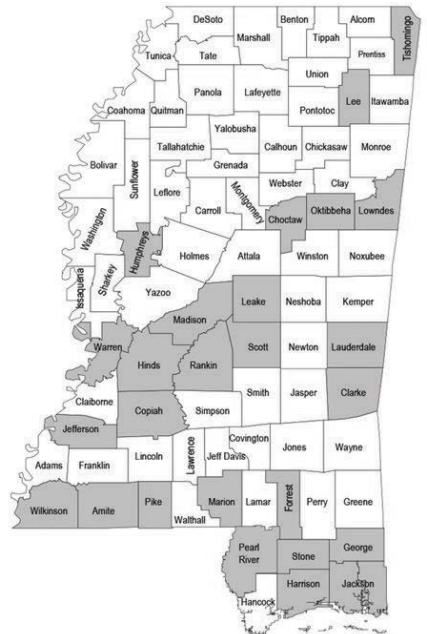 DeSoto
Benton
Alcorn
Tishomingo
Marshall
Tippah
Prentiss
Tunica
Tate
Union
Panola
Lafeyette
Lee
Itawamba
Coahoma
Quitman
Pontotoc
Yalobusha
Tallahatchie
Calhoun
Chickasaw
Monroe
Bolivar
Sunflower
Grenada
Leflore
Webster
Clay
Montgomery
Carroll
Choctaw
Oktibbeha
Lowndes
Washington
Humphreys
Holmes
Attala
Winston
Noxubee
Issaquena
Sharkey
Yazoo
Leake
Neshoba
Kemper
Madison
Warren
Scott
Newton
Lauderdale
Hinds
Rankin
Claiborne
Smith
Jasper
Clarke
Copiah
Simpson
Jefferson
Lawrence
Covington
Jones
Wayne
Lincoln
Jeff Davis
Adams
Franklin
Wilkinson
Amite
Pike
Marion
Lamar
Forrest
Perry
Greene
Walthall
Pearl
River
Stone
George
Harrison
Jackson
Hancock